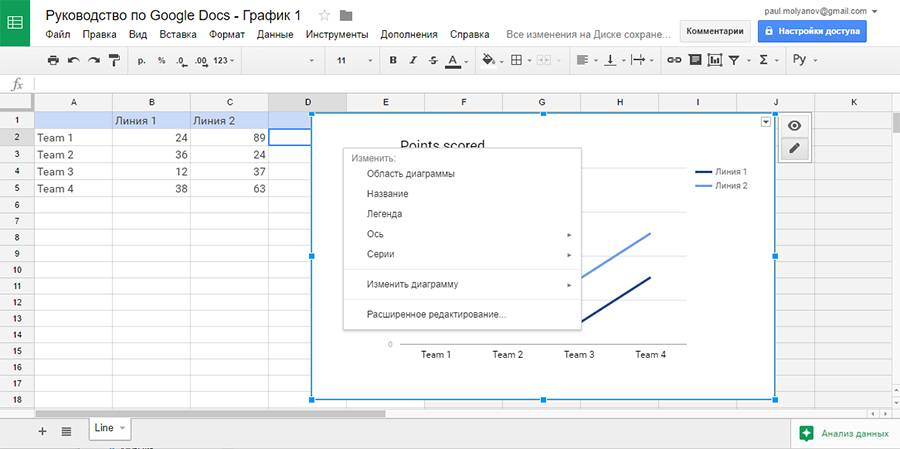 Руководство по Google Docs - График 1
paul.molyanov@gmail.com
Файл Правка Вид Вставка Формат Данные Инструменты Дополнения Справка Все изменения на Диске сохране...
Комментарии Настройки доступа
р. % .0 .00 123 11 B I S A Σ Ру
fx
A B C D E F G H I J K
1 Линия 1 Линия 2
2 Team 1 24 89
3 Team 2 36 24
4 Team 3 12 37
5 Team 4 38 63
6
7
8
9
10
11
12
13
14
15
16
17
18
Points scored
Линия 1
Линия 2
Изменить:
Область диаграммы
Название
Легенда
Ось
Серии
Изменить диаграмму
Расширенное редактирование...
0
Team 1 Team 2 Team 3 Team 4
Line
Анализ данных